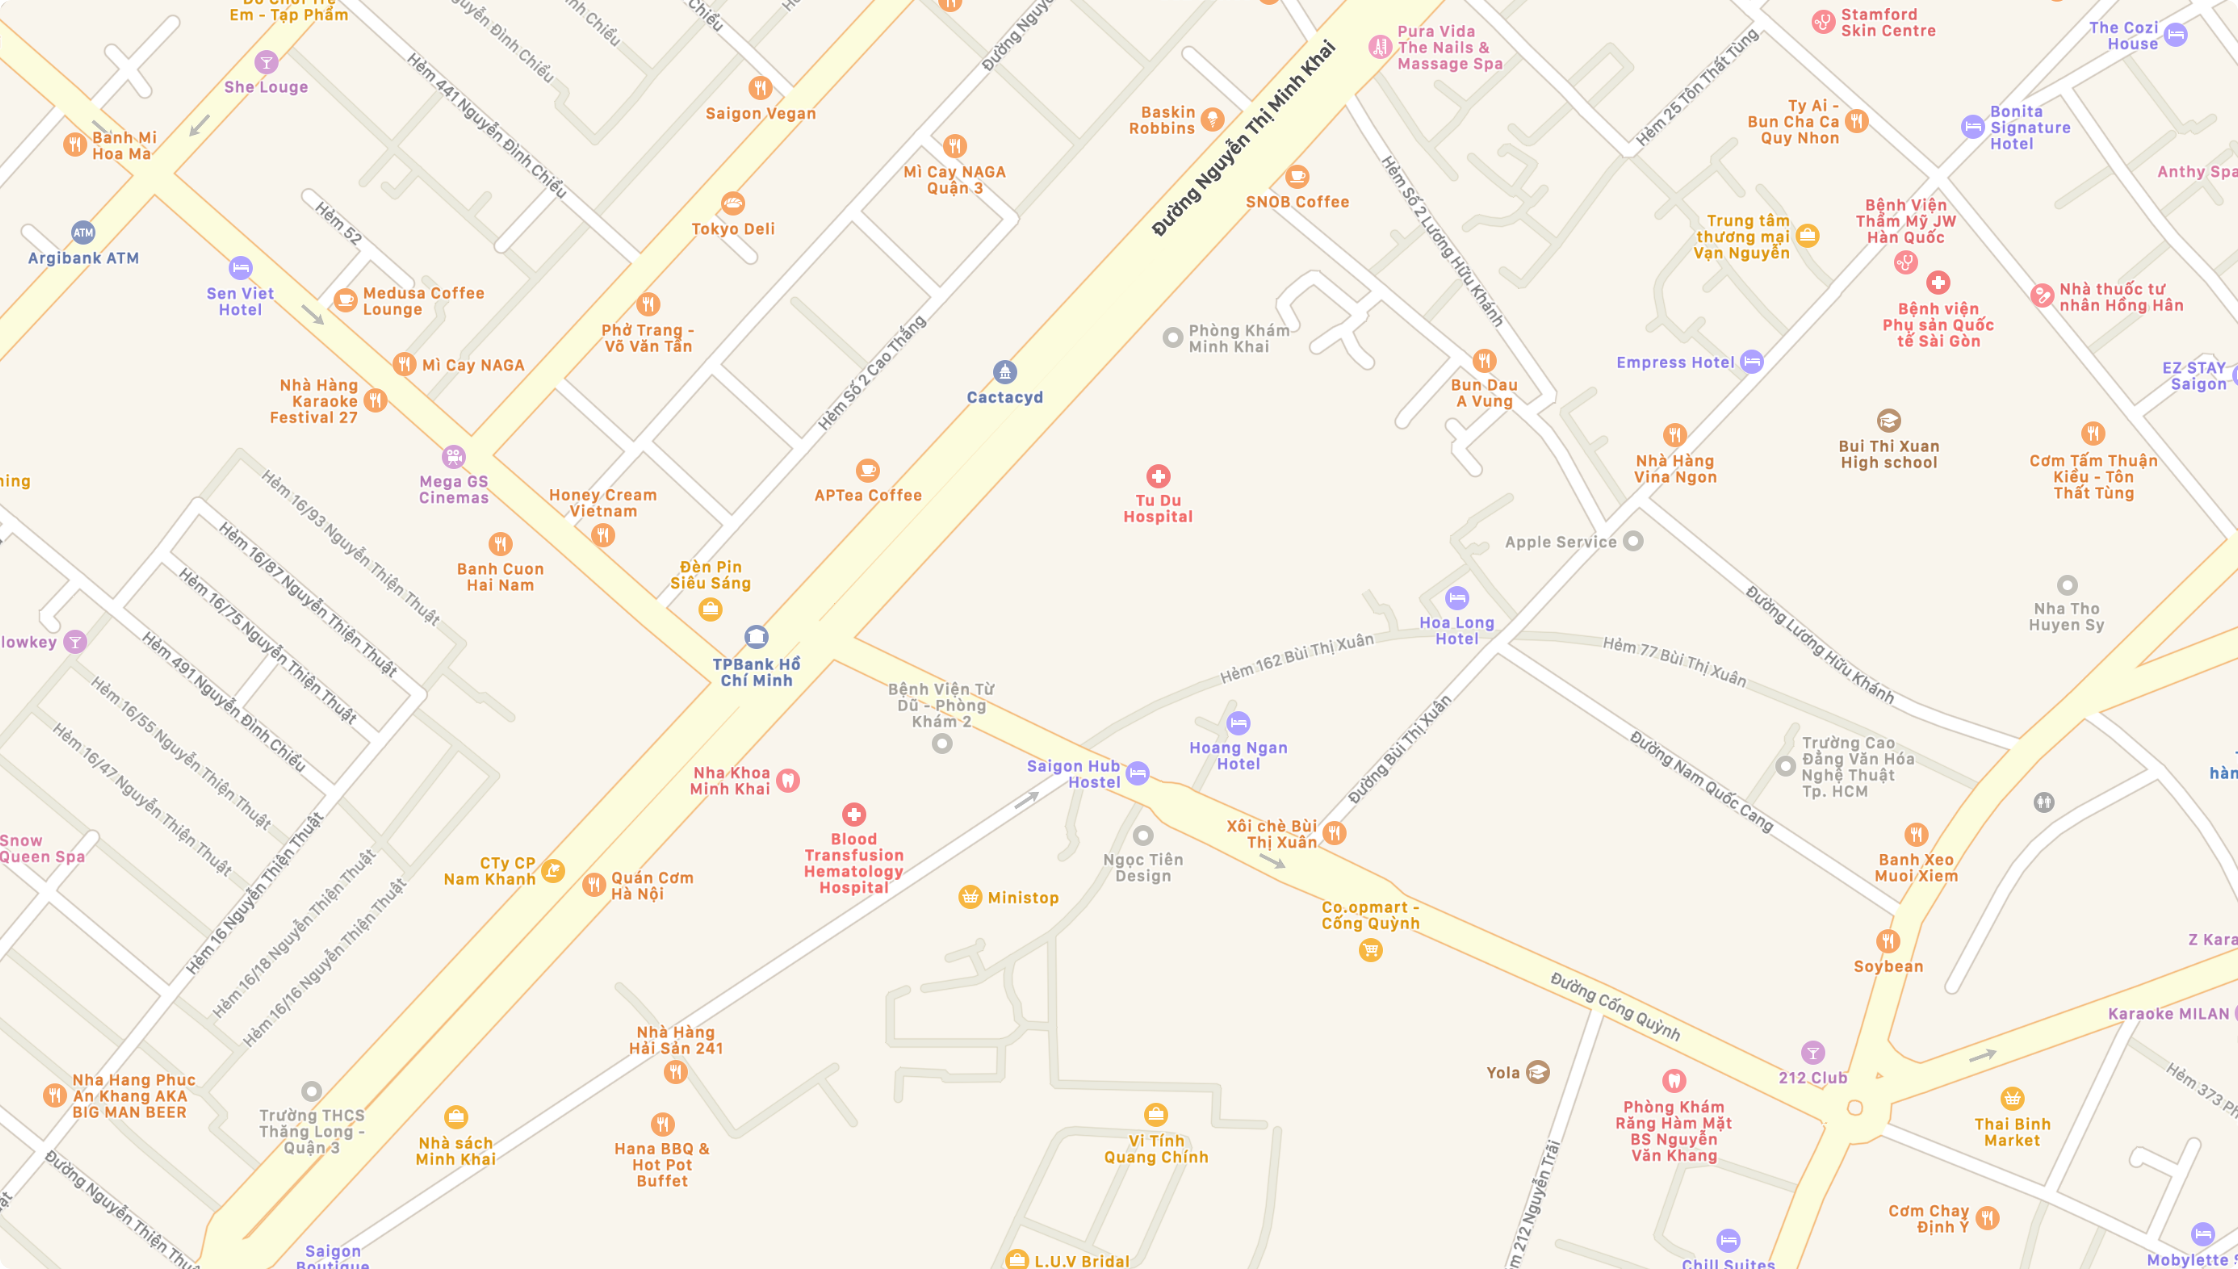 Đồ Chơi Trẻ
Em - Tạp Phẩm
She Louge
Hẻm 441 Nguyễn Đình Chiểu
Nguyễn Đình Chiểu
Chiểu
Chiểu
Saigon Vegan
Đường Nguyễn
Baskin
Robbins
Đường Nguyễn Thị Minh Khai
Pura Vida
The Nails &
Massage Spa
Hẻm 25 Tôn Thất Tùng
Stamford
Skin Centre
The Cozi
House
Ty Ai -
Bun Cha Ca
Quy Nhon
Bonita
Signature
Hotel
Anthy Spa
Banh Mi
Hoa Ma
ATM
Argibank ATM
Hẻm 52
Sen Viet
Hotel
Medusa Coffee
Lounge
Mì Cay NAGA
Quận 3
SNOB Coffee
Tokyo Deli
Hẻm Số 2 Lương Hữu Khánh
Trung tâm
thương mại
Vạn Nguyễn
Bệnh Viện
Thẩm Mỹ JW
Hàn Quốc
Bệnh viện
Phụ sản Quốc
tế Sài Gòn
Nhà thuốc tư
nhân Hồng Hân
Phở Trang -
Võ Văn Tần
Hẻm Số 2 Cao Thắng
Phòng Khám
Minh Khai
Mì Cay NAGA
Nhà Hàng
Karaoke
Festival 27
Cactacyd
Bun Dau
A Vung
Empress Hotel
EZ STAY
Saigon
Mega GS
Cinemas
Honey Cream
Vietnam
APTea Coffee
Tu Du
Hospital
Nhà Hàng
Vina Ngon
Bui Thi Xuan
High school
Cơm Tấm Thuận
Kiều - Tôn
Thất Tùng
ning
Hẻm 16/93 Nguyễn Thiện Thuật
Hẻm 16/87 Nguyễn Thiện Thuật
Hẻm 16/75 Nguyễn Thiện Thuật
Banh Cuon
Hai Nam
Đèn Pin
Siêu Sáng
Apple Service
TPBank Hồ
Chí Minh
Hoa Long
Hotel
Đường Lương Hữu Khánh
Nha Tho
Huyen Sy
lowkey
Hẻm 491 Nguyễn Đình Chiểu
Hẻm 16/55 Nguyễn Thiện Thuật
Hẻm 16/47 Nguyễn Thiện Thuật
Hẻm 162 Bùi Thị Xuân
Hẻm 77 Bùi Thị Xuân
Bệnh Viện Từ
Dũ - Phòng
Khám 2
Hoang Ngan
Hotel
Đường Bùi Thị Xuân
Đường Nam Quốc Cang
Trường Cao
Đẳng Văn Hóa
Nghệ Thuật
Tp. HCM
hàn
Nha Khoa
Minh Khai
Saigon Hub
Hostel
Blood
Transfusion
Hematology
Hospital
Ngọc Tiên
Design
Xôi chè Bùi
Thị Xuân
Banh Xeo
Muoi Xiem
Snow
Queen Spa
CTy CP
Nam Khanh
Quán Cơm
Hà Nội
Ministop
Co.opmart -
Cống Quỳnh
Hẻm 16 Nguyễn Thiện Thuật
Hẻm 16/18 Nguyễn Thiện Thuật
Hẻm 16/16 Nguyễn Thiện Thuật
Soybean
Z Kara
Đường Cống Quỳnh
Karaoke MILAN
Nhà Hàng
Hải Sản 241
Yola
212 Club
Nha Hang Phuc
An Khang AKA
BIG MAN BEER
Trường THCS
Thăng Long -
Quận 3
Nhà sách
Minh Khai
Hana BBQ &
Hot Pot
Buffet
Vi Tính
Quang Chính
Phòng Khám
Răng Hàm Mặt
BS Nguyễn
Văn Khang
Thai Binh
Market
Hẻm 373 Ph
Đường Nguyễn Thiện Thu
m 212 Nguyễn Trãi
Cơm Chay
Định Ý
Saigon
Boutique
L.U.V Bridal
Chill Suites
Mobylette